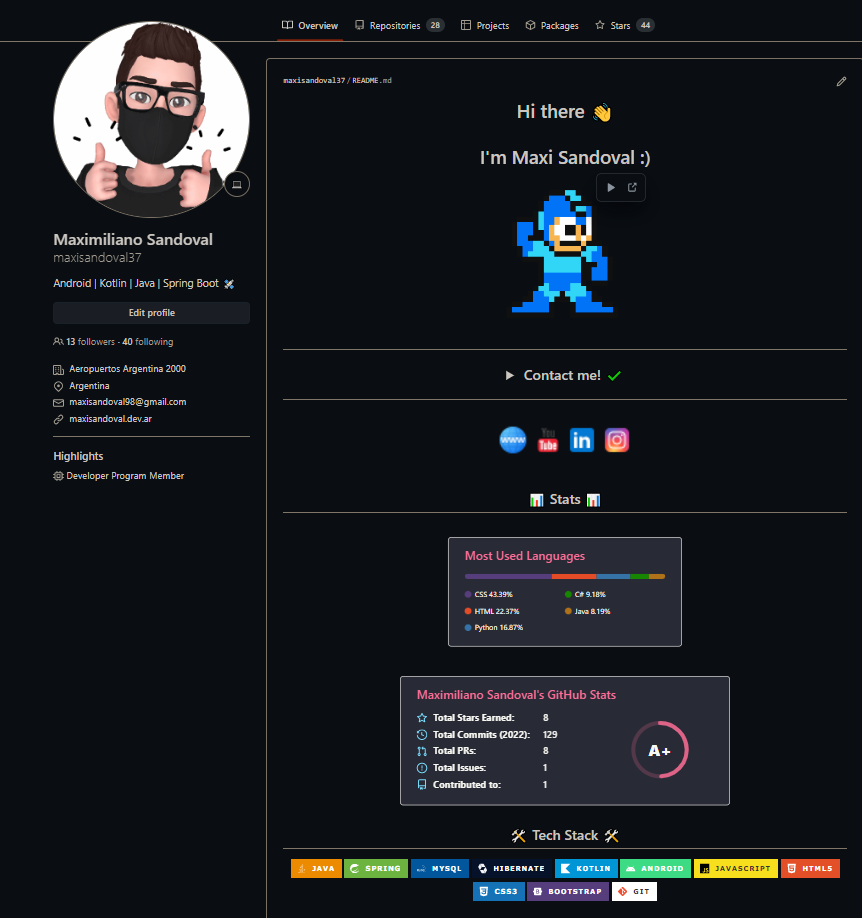 Overview Repositories 28 Projects Packages Stars 44
maxisandoval37 / README.md
Hi there 👋
I'm Maxi Sandoval :)
Maximiliano Sandoval
maxisandoval37
Android | Kotlin | Java | Spring Boot
Edit profile
13 followers · 40 following
Aeropuertos Argentina 2000
Argentina
maxisandoval98@gmail.com
maxisandoval.dev.ar
Highlights
Developer Program Member
Contact me!
www You Tube in
Stats
Most Used Languages
CSS 43.39% C# 9.18%
HTML 22.37% Java 8.19%
Python 16.87%
Maximiliano Sandoval's GitHub Stats
Total Stars Earned: 8
Total Commits (2022): 129
Total PRs: 8
Total Issues: 1
Contributed to: 1
A+
Tech Stack
JAVA SPRING MYSQL HIBERNATE KOTLIN ANDROID JAVASCRIPT HTML5
CSS3 BOOTSTRAP GIT